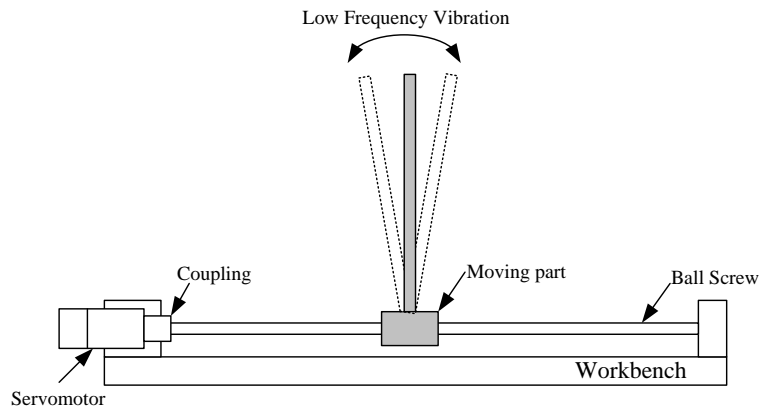 Low Frequency Vibration
Coupling
Moving part
Ball Screw
Workbench
Servomotor